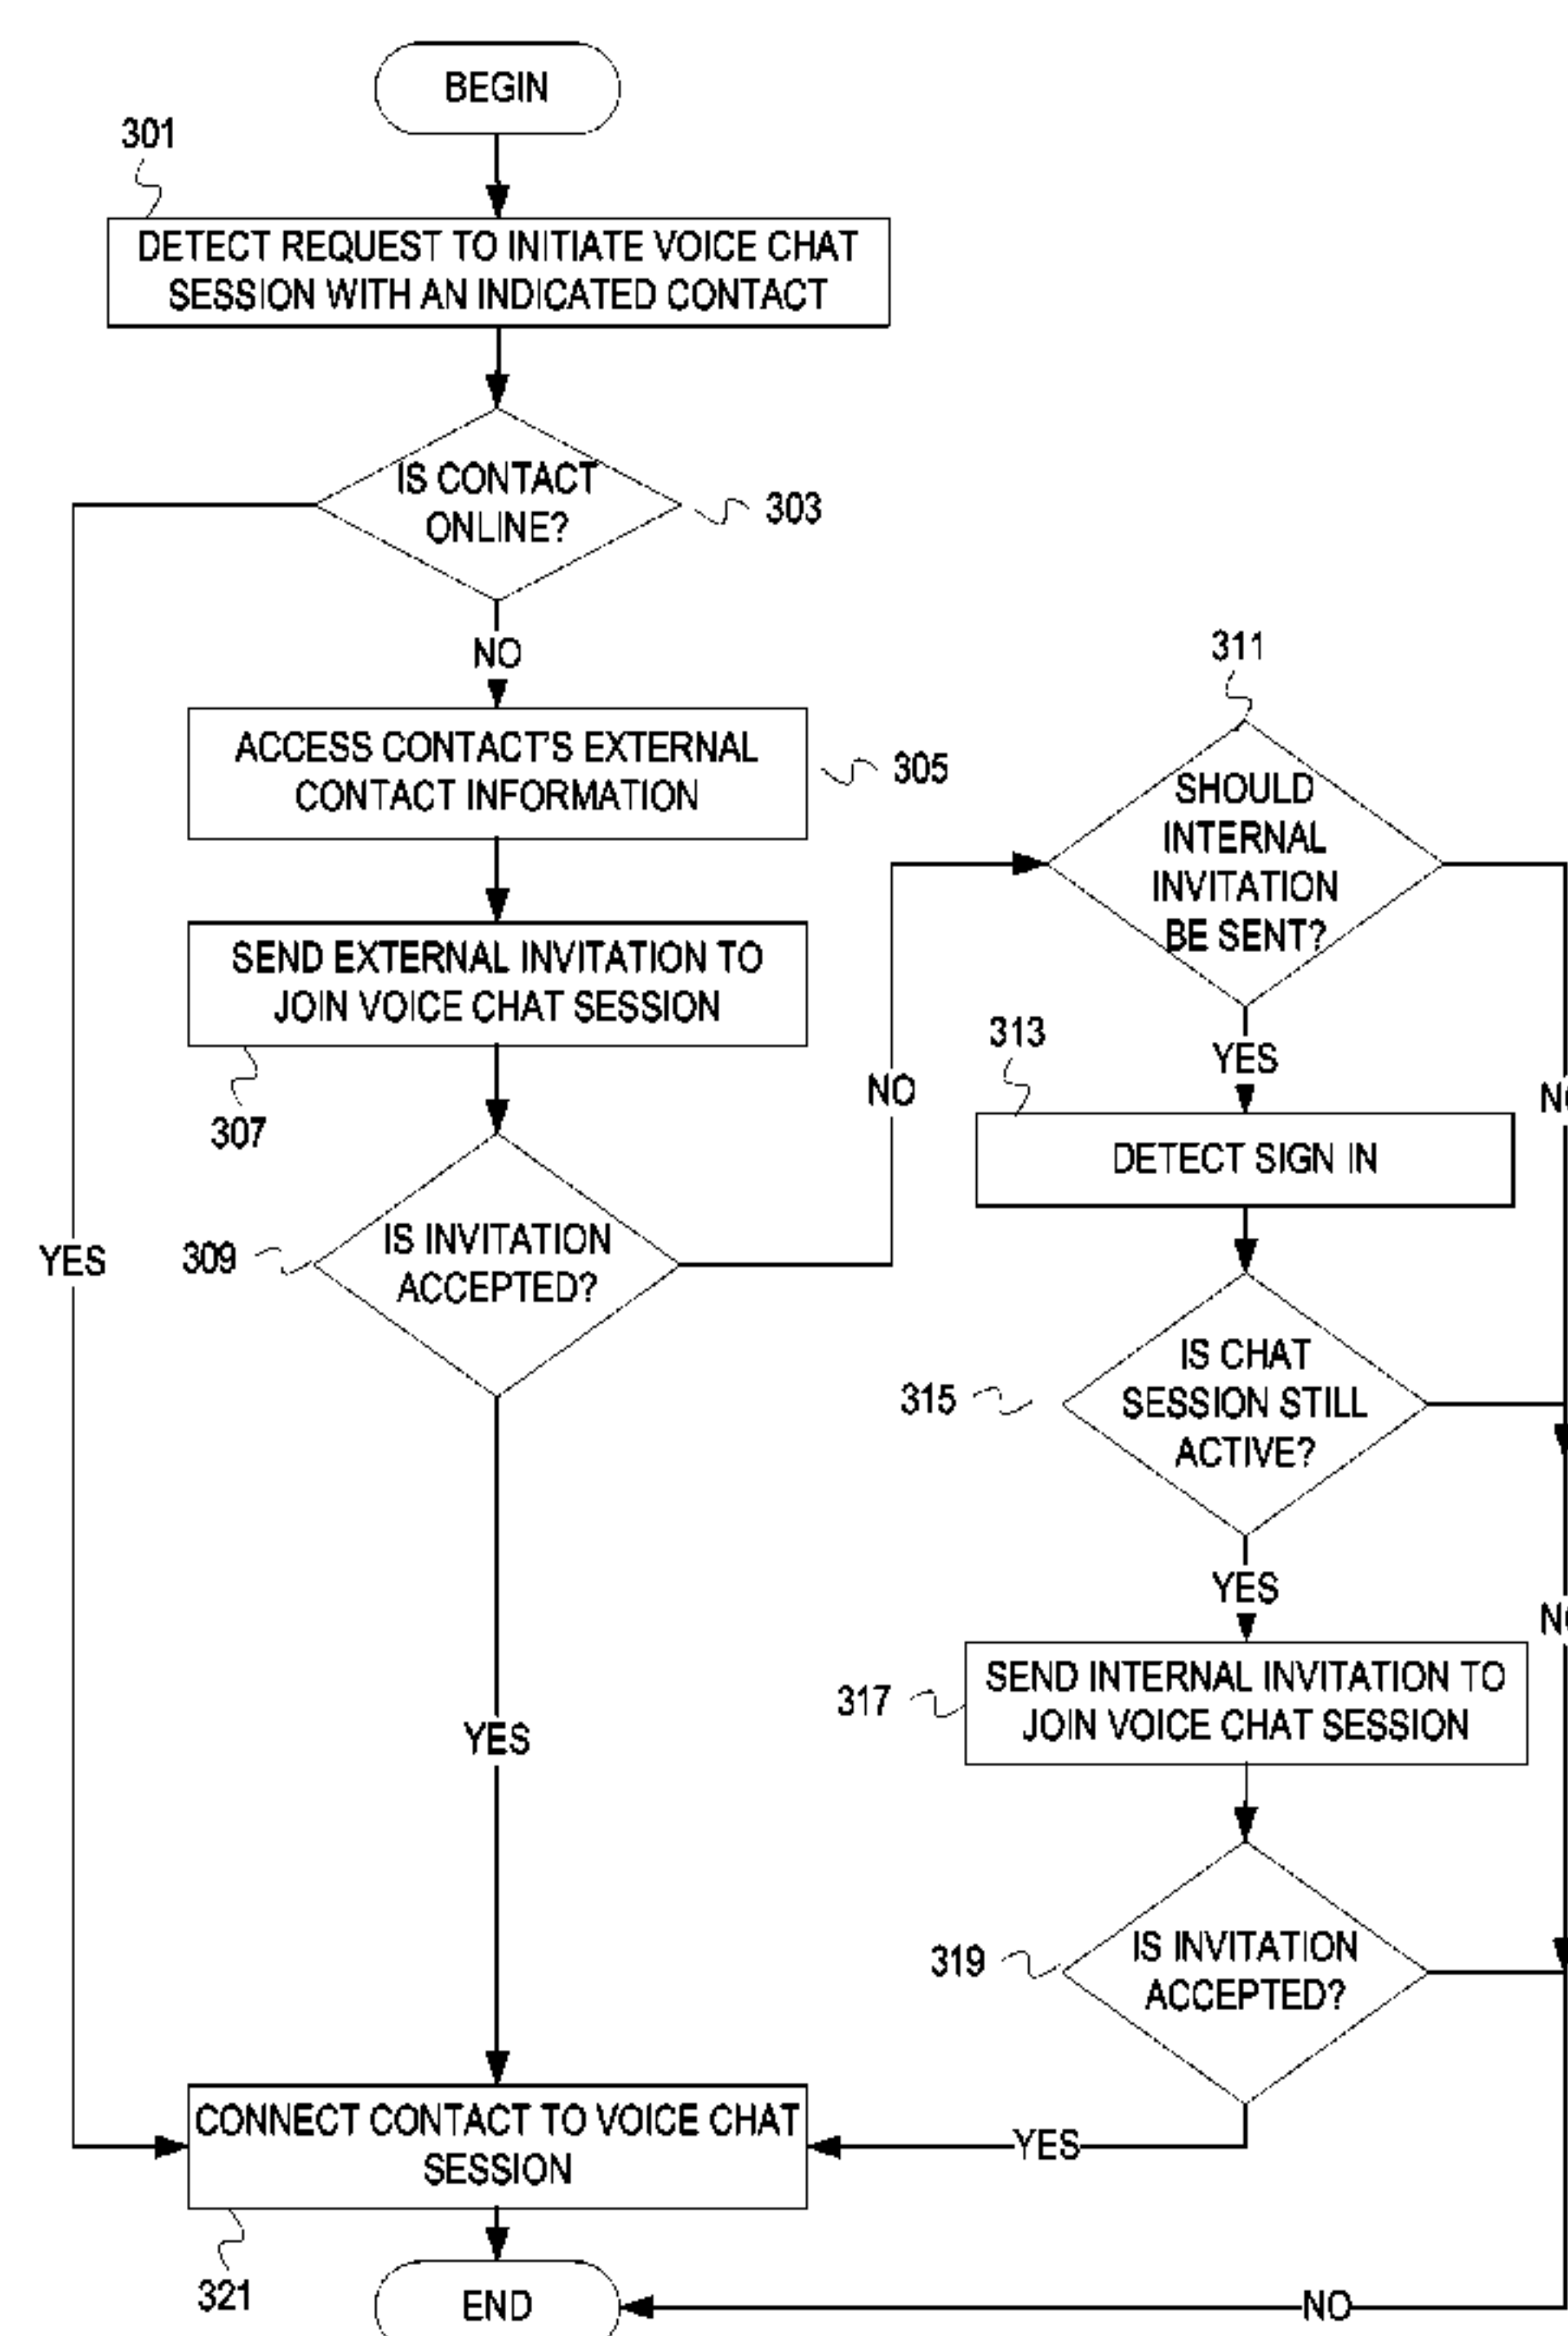 BEGIN
301
DETECT REQUEST TO INITIATE VOICE CHAT
SESSION WITH AN INDICATED CONTACT
IS CONTACT
ONLINE?
303
NO
ACCESS CONTACT'S EXTERNAL
CONTACT INFORMATION
305
SEND EXTERNAL INVITATION TO
JOIN VOICE CHAT SESSION
307
IS INVITATION
ACCEPTED?
309
YES
NO
YES
311
SHOULD
INTERNAL
INVITATION
BE SENT?
YES
313
DETECT SIGN IN
IS CHAT
SESSION STILL
ACTIVE?
315
YES
SEND INTERNAL INVITATION TO
JOIN VOICE CHAT SESSION
317
IS INVITATION
ACCEPTED?
319
YES
CONNECT CONTACT TO VOICE CHAT
SESSION
321
END
NO